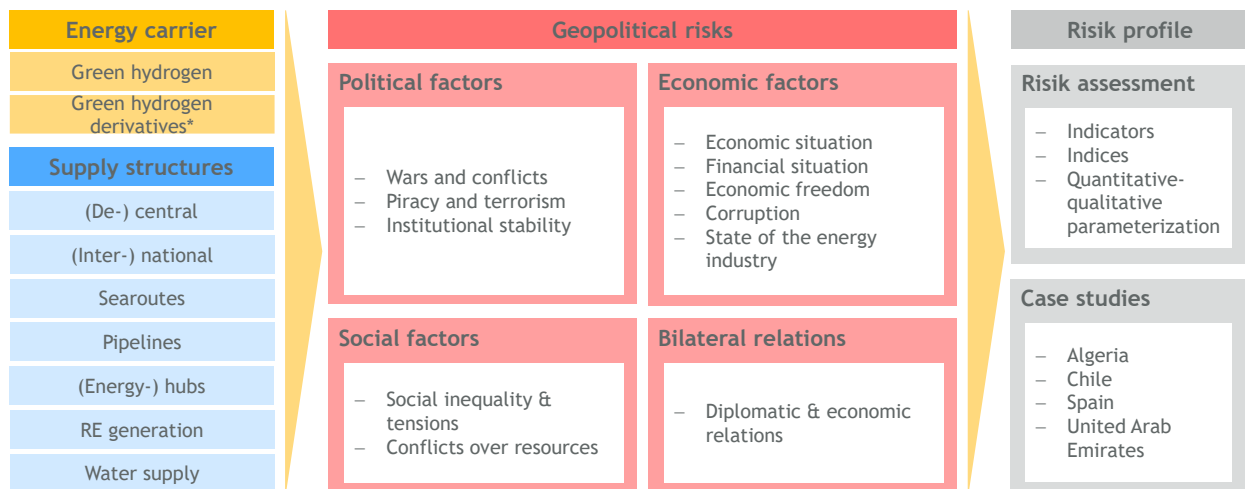 Energy carrier
Green hydrogen
Green hydrogen
derivatives*
Supply structures
(De-) central
(Inter-) national
Searoutes
Pipelines
(Energy-) hubs
RE generation
Water supply
Geopolitical risks
Political factors
– Wars and conflicts
– Piracy and terrorism
– Institutional stability
Economic factors
– Economic situation
– Financial situation
– Economic freedom
– Corruption
– State of the energy
industry
Social factors
– Social inequality &
tensions
– Conflicts over resources
Bilateral relations
– Diplomatic & economic
relations
Risik profile
Risik assessment
– Indicators
– Indices
– Quantitative-
qualitative
parameterization
Case studies
– Algeria
– Chile
– Spain
– United Arab
Emirates